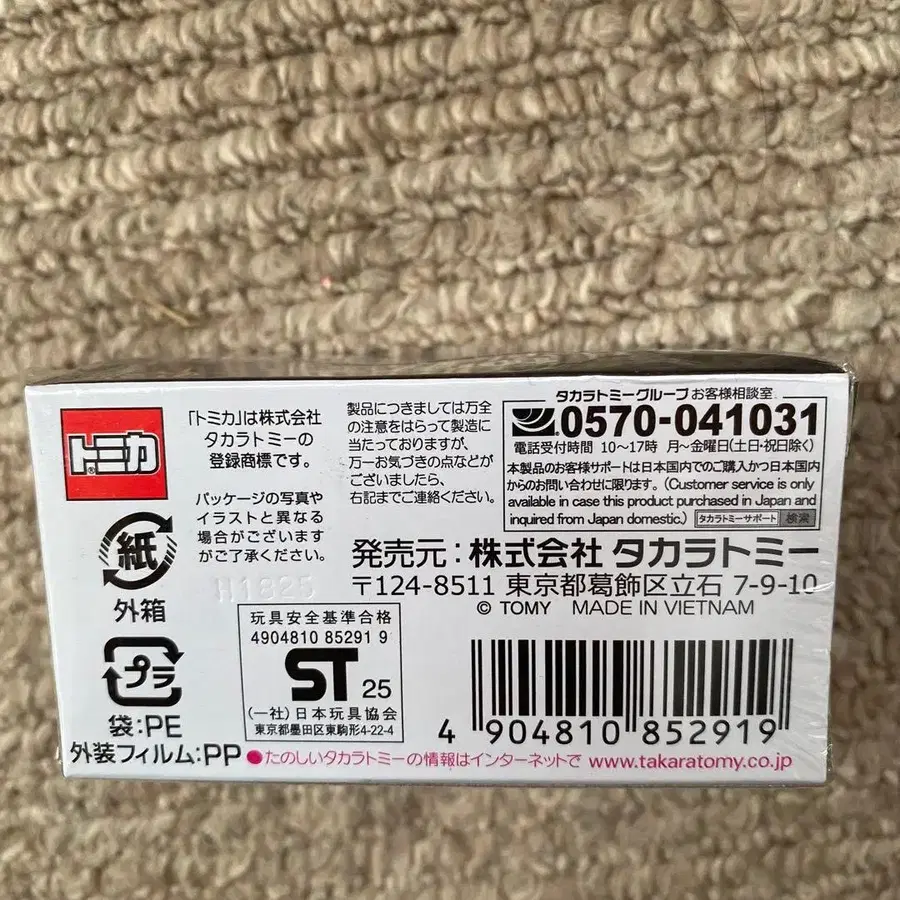 トミカ®
「トミカ」は株式会社
タカラトミーの
登録商標です。
パッケージの写真や
イラストと異なる
場合がございます
がご了承ください。
製品につきましては万全
の注意をはらって製造に
当たっておりますが、
万一お気づきの点などが
ございましたら、
右記までご連絡ください。
タカラトミーグループ お客様相談室
0570-041031
電話受付時間 10〜17時 月〜金曜日(土日・祝日除く)
本製品のお客様サポートは日本国内でのご購入かつ日本国内
からのお問い合わせに限ります。(Customer service is only
available in case this product purchased in Japan and
inquired from Japan domestic.) タカラトミーサポート 検索
紙
外箱
H1825
発売元:株式会社 タカラトミー
〒124-8511 東京都葛飾区立石 7-9-10
© TOMY MADE IN VIETNAM
プラ
袋:PE
外装フィルム:PP
玩具安全基準合格
4904810 85291 9
ST 25
(一社)日本玩具協会
東京都墨田区東駒形4-22-4
4 904810 852919
●たのしいタカラトミーの情報はインターネットで www.takaratomy.co.jp